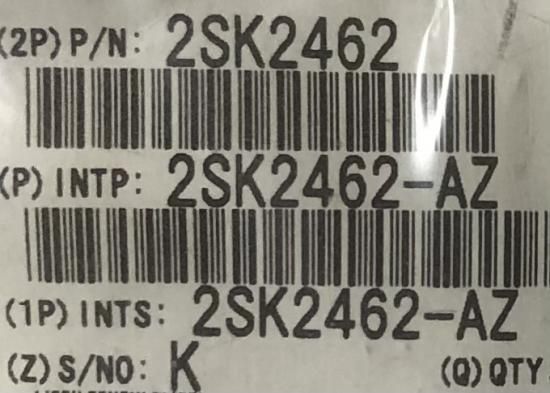 (2P) P/N: 2SK2462
(P) INTP: 2SK2462-AZ
(1P) INTS: 2SK2462-AZ
(Z) S/NO: K (Q) QTY